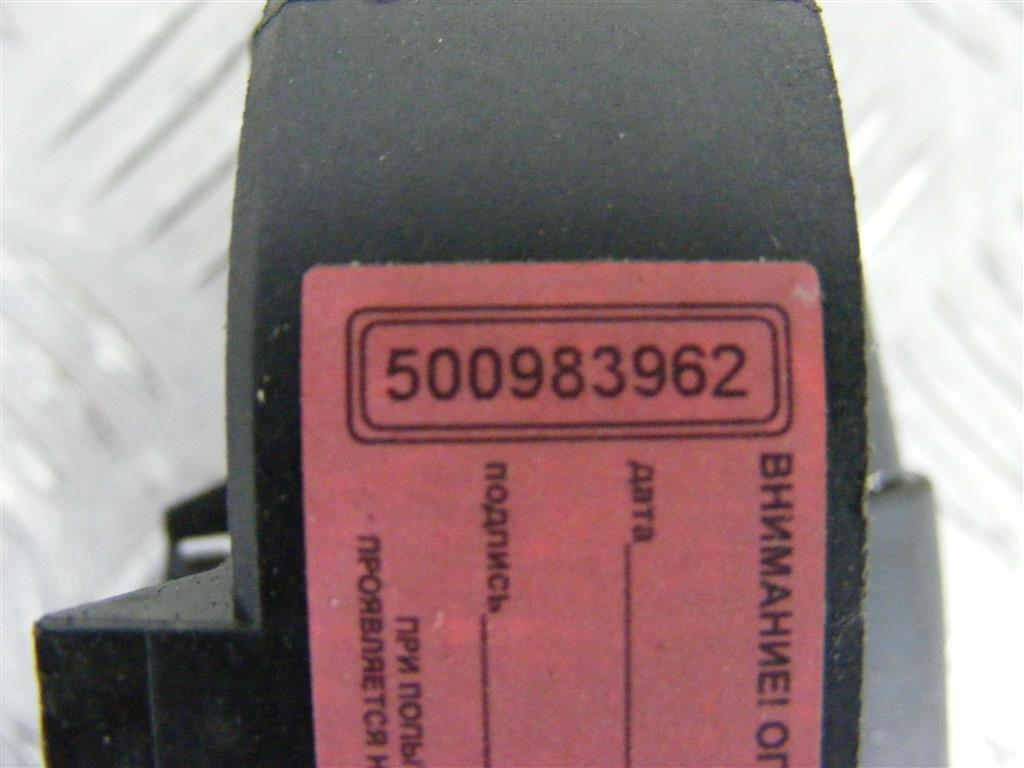 500983962
ВНИМАНИЕ!
дата
подпись
ПРИ
ПРОЯВЛЯЕТСЯ